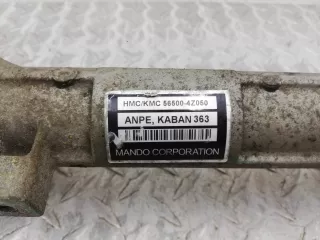 HMC/KMC 56500-4Z050
ANPE, KABAN 363
MANDO CORPORATION